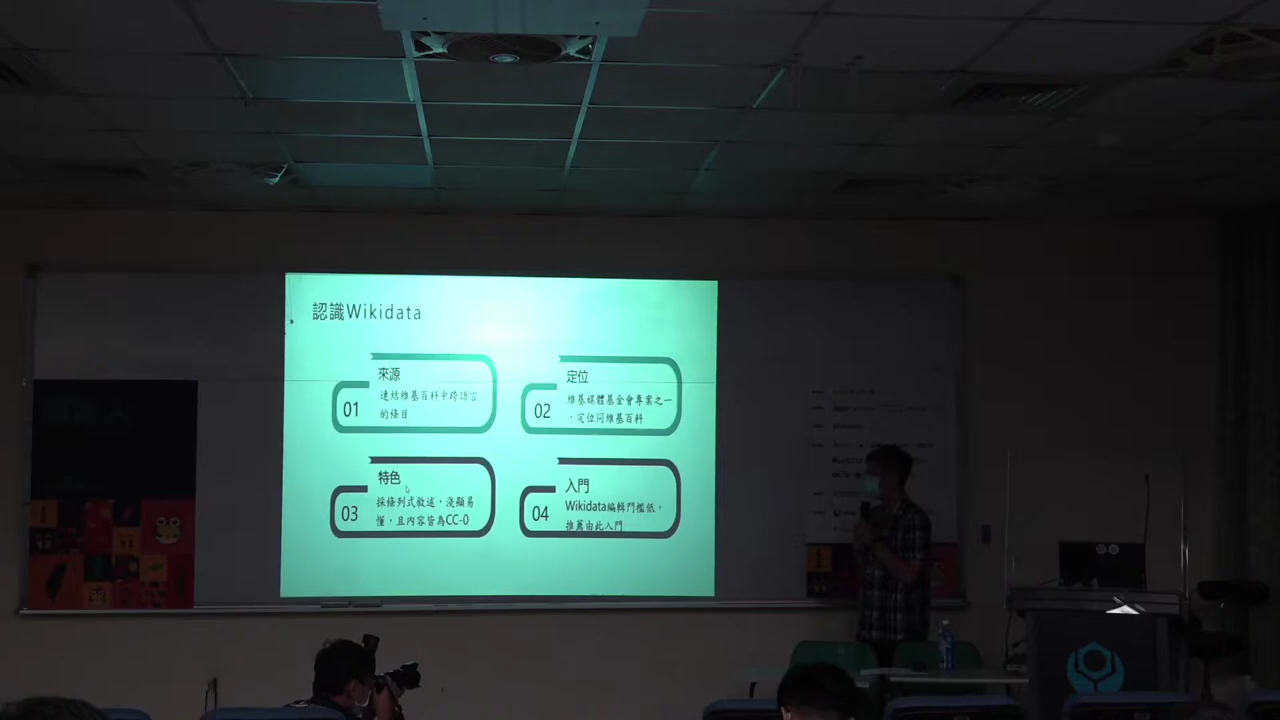 認識Wikidata
來源
01
連結維基百科中跨語言
的條目
定位
02
維基媒體基金會專案之一
，定位同維基百科
特色
03
採條列式敘述，淺顯易
懂，且內容皆為CC-0
入門
04
Wikidata編輯門檻低，
推薦由此入門